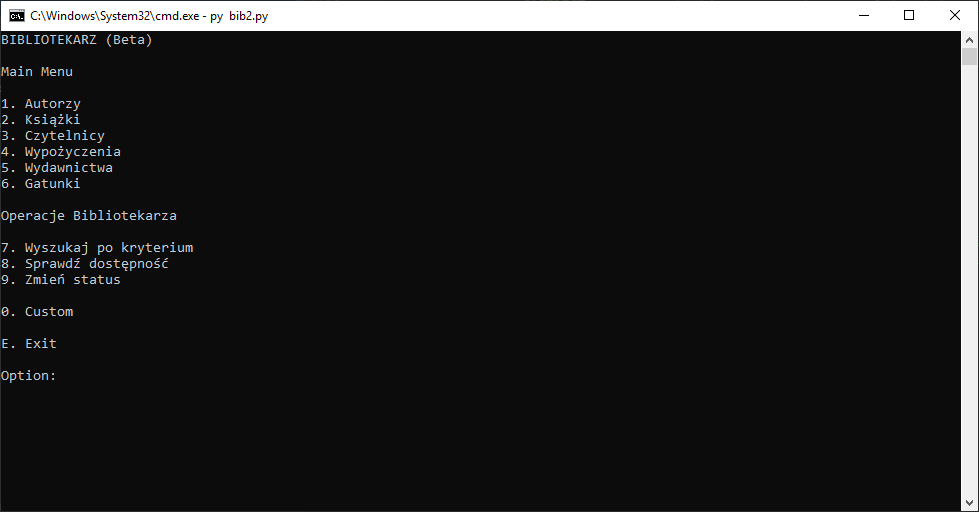 C:\Windows\System32\cmd.exe - py  bib2.py
BIBLIOTEKARZ (Beta)
Main Menu
1. Autorzy
2. Książki
3. Czytelnicy
4. Wypożyczenia
5. Wydawnictwa
6. Gatunki
Operacje Bibliotekarza
7. Wyszukaj po kryterium
8. Sprawdź dostępność
9. Zmień status
0. Custom
E. Exit
Option: